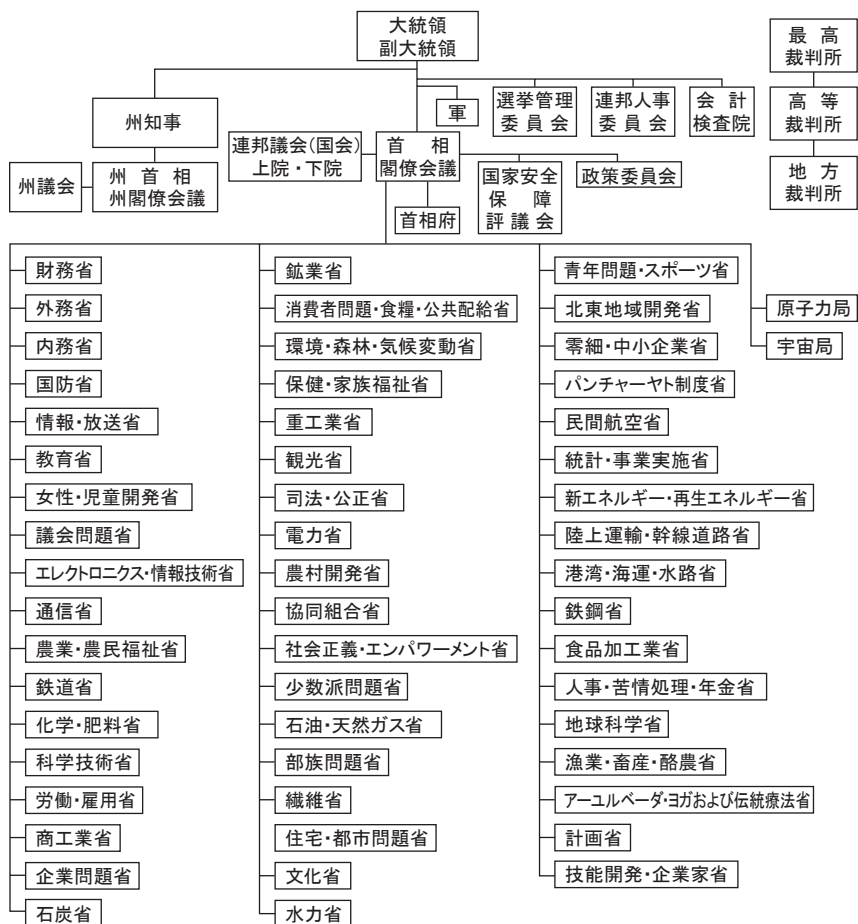 大統領
副大統領
最高
裁判所
高等
裁判所
地方
裁判所
州知事
軍
選挙管理
委員会
連邦人事
委員会
会計
検査院
連邦議会(国会)
上院・下院
首相
閣僚会議
州議会
州首相
州閣僚会議
国家安全
保障
評議会
政策委員会
首相府
財務省
外務省
内務省
国防省
情報・放送省
教育省
女性・児童開発省
議会問題省
エレクトロニクス・情報技術省
通信省
農業・農民福祉省
鉄道省
化学・肥料省
科学技術省
労働・雇用省
商工業省
企業問題省
石炭省
鉱業省
消費者問題・食糧・公共配給省
環境・森林・気候変動省
保健・家族福祉省
重工業省
観光省
司法・公正省
電力省
農村開発省
協同組合省
社会正義・エンパワーメント省
少数派問題省
石油・天然ガス省
部族問題省
繊維省
住宅・都市問題省
文化省
水力省
青年問題・スポーツ省
北東地域開発省
零細・中小企業省
パンチャーヤト制度省
民間航空省
統計・事業実施省
新エネルギー・再生エネルギー省
陸上運輸・幹線道路省
港湾・海運・水路省
鉄鋼省
食品加工業省
人事・苦情処理・年金省
地球科学省
漁業・畜産・酪農省
アーユルベーダ・ヨガおよび伝統療法省
計画省
技能開発・企業家省
原子力局
宇宙局